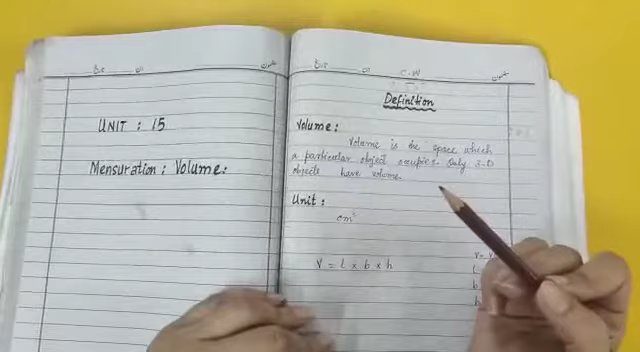 UNIT : 15
Mensuration : Volume :
C.W
Definition
Volume :
Volume is the space which
a particular object occupies. Only 3-D
objects have volume.
Unit :
cm³
V = l x b x h
V =
l
b
h